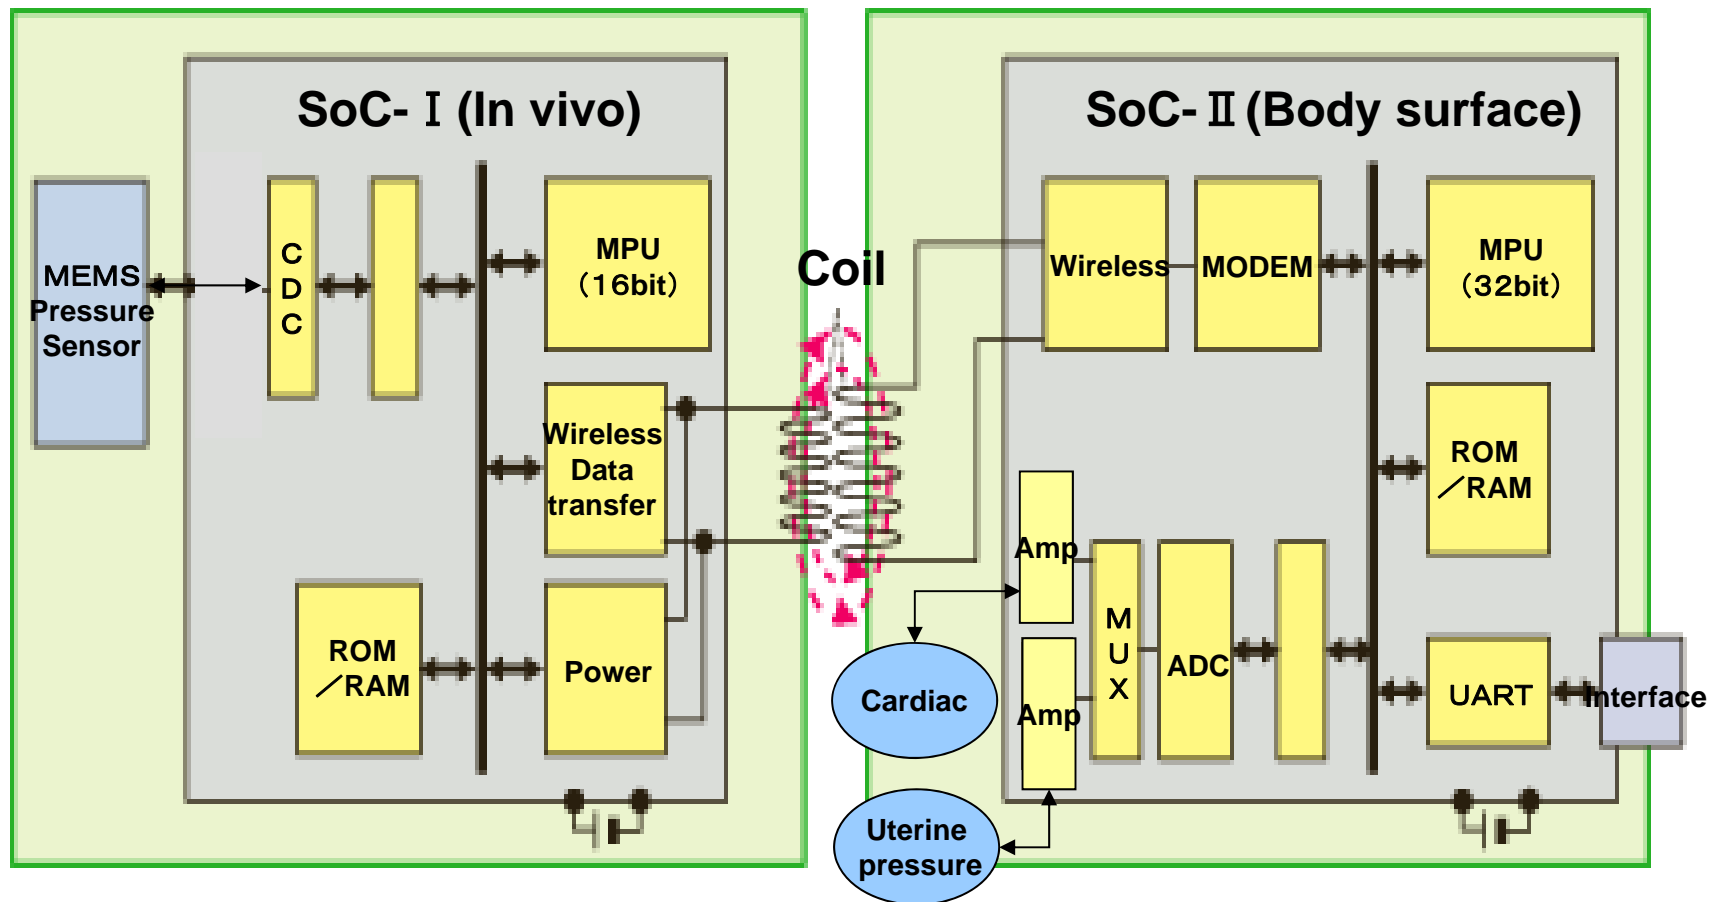 SoC-Ⅰ(In vivo)
MEMS
Pressure
Sensor
C
D
C
MPU
（16bit）
Wireless
Data
transfer
ROM
／RAM
Power
Coil
SoC-Ⅱ(Body surface)
Wireless
MODEM
MPU
（32bit）
ROM
／RAM
Amp
Amp
M
U
X
ADC
UART
Interface
Cardiac
Uterine
pressure